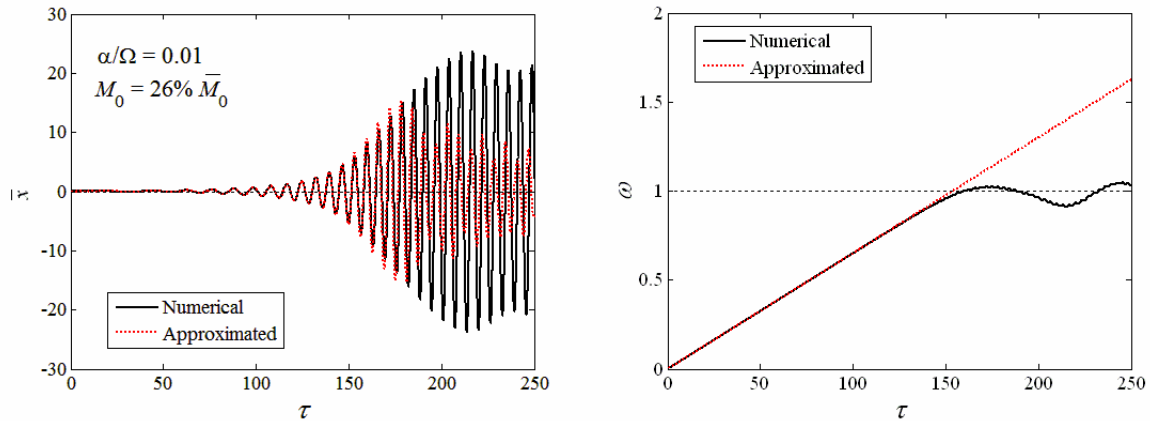 30
20
10
0
-10
-20
-30
x̄
α/Ω = 0.01
M₀ = 26% M̄₀
Numerical
Approximated
0
50
100
150
200
250
τ
2
1.5
1
0.5
0
ω
Numerical
Approximated
0
50
100
150
200
250
τ